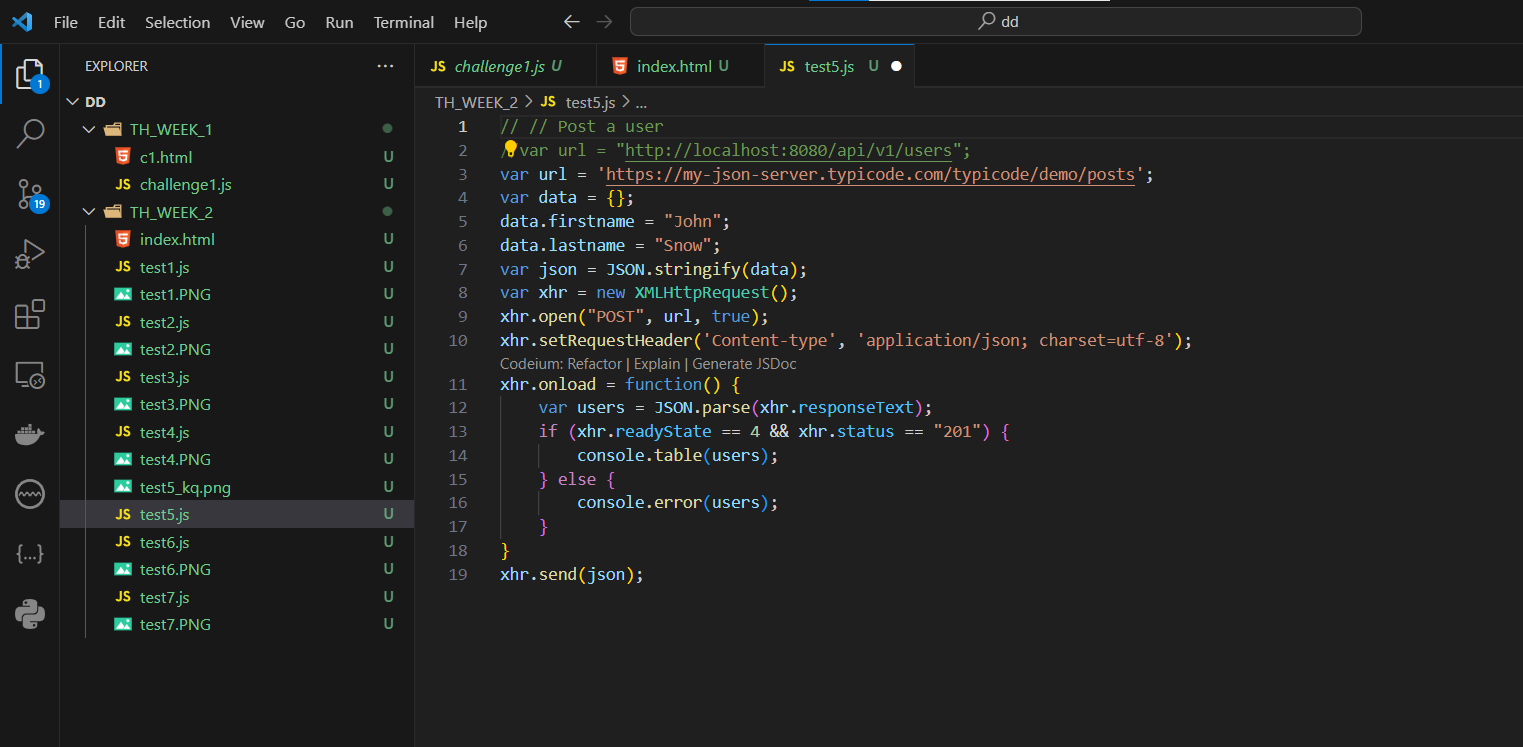 File Edit Selection View Go Run Terminal Help
dd
EXPLORER
DD
TH_WEEK_1
c1.html U
JS challenge1.js U
TH_WEEK_2
index.html U
JS test1.js U
test1.PNG U
JS test2.js U
test2.PNG U
JS test3.js U
test3.PNG U
JS test4.js U
test4.PNG U
test5_kq.png U
JS test5.js U
JS test6.js U
test6.PNG U
JS test7.js U
test7.PNG U
1
19
JS challenge1.js U
index.html U
JS test5.js U
TH_WEEK_2 > JS test5.js > ...
1 // // Post a user
2 / var url = "http://localhost:8080/api/v1/users";
3 var url = 'https://my-json-server.typicode.com/typicode/demo/posts';
4 var data = {};
5 data.firstname = "John";
6 data.lastname = "Snow";
7 var json = JSON.stringify(data);
8 var xhr = new XMLHttpRequest();
9 xhr.open("POST", url, true);
10 xhr.setRequestHeader('Content-type', 'application/json; charset=utf-8');
Codeium: Refactor | Explain | Generate JSDoc
11 xhr.onload = function() {
12 var users = JSON.parse(xhr.responseText);
13 if (xhr.readyState == 4 && xhr.status == "201") {
14 console.table(users);
15 } else {
16 console.error(users);
17 }
18 }
19 xhr.send(json);